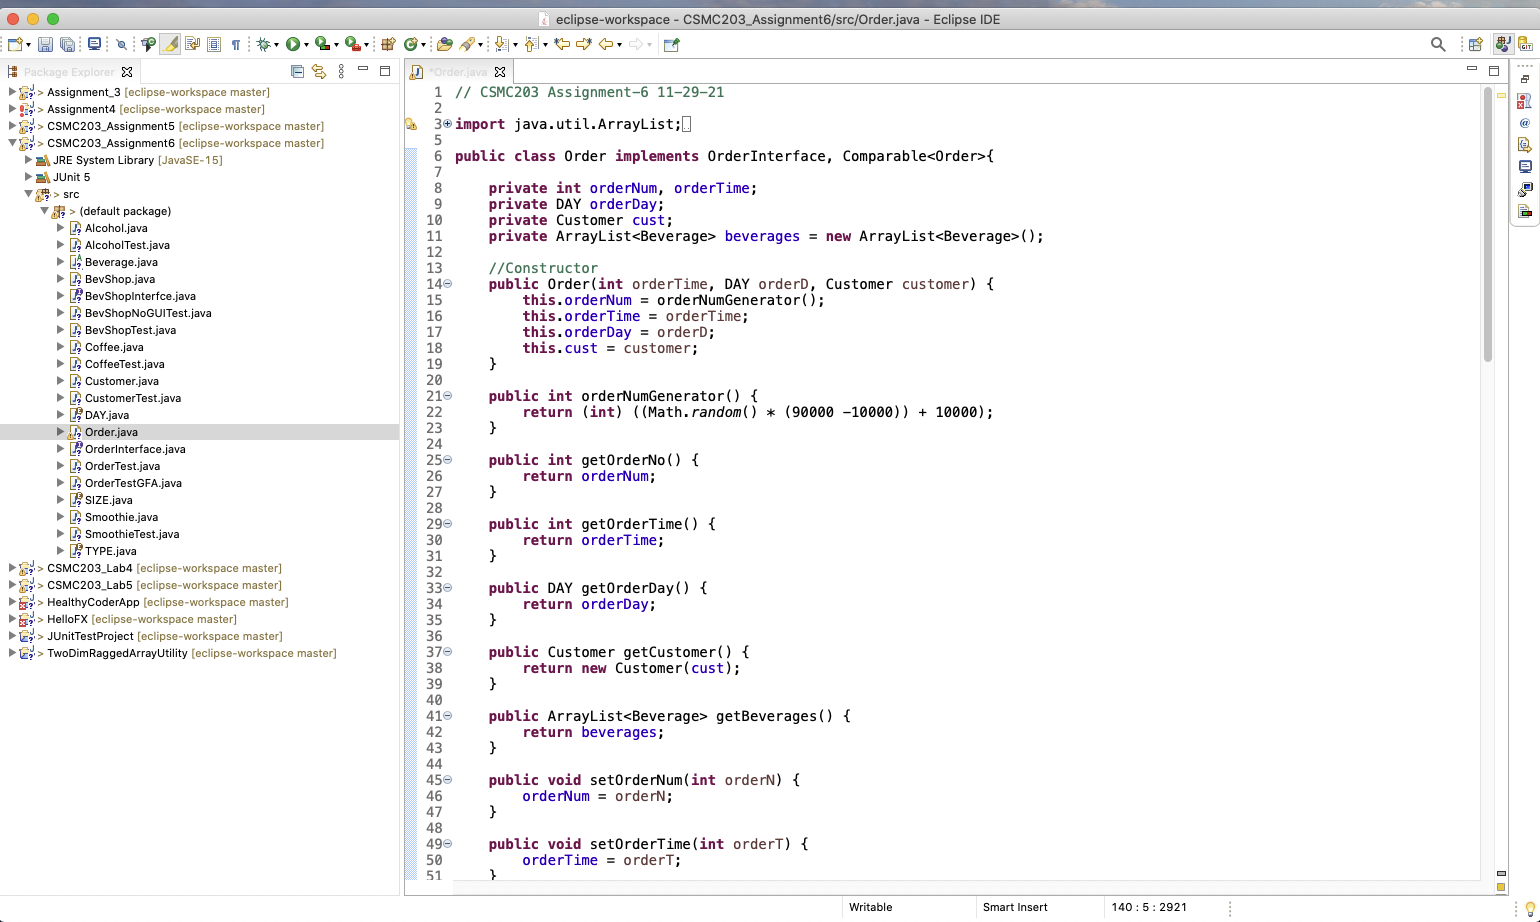 eclipse-workspace - CSMC203_Assignment6/src/Order.java - Eclipse IDE
Package Explorer
Assignment_3 [eclipse-workspace master]
Assignment4 [eclipse-workspace master]
CSMC203_Assignment5 [eclipse-workspace master]
CSMC203_Assignment6 [eclipse-workspace master]
JRE System Library [JavaSE-15]
JUnit 5
> src
> (default package)
Alcohol.java
AlcoholTest.java
Beverage.java
BevShop.java
BevShopInterfce.java
BevShopNoGUITest.java
BevShopTest.java
Coffee.java
CoffeeTest.java
Customer.java
CustomerTest.java
DAY.java
Order.java
OrderInterface.java
OrderTest.java
OrderTestGFA.java
SIZE.java
Smoothie.java
SmoothieTest.java
TYPE.java
> CSMC203_Lab4 [eclipse-workspace master]
> CSMC203_Lab5 [eclipse-workspace master]
> HealthyCoderApp [eclipse-workspace master]
> HelloFX [eclipse-workspace master]
> JUnitTestProject [eclipse-workspace master]
> TwoDimRaggedArrayUtility [eclipse-workspace master]
*Order.java
1 // CSMC203 Assignment-6 11-29-21
2
3 import java.util.ArrayList;
5
6 public class Order implements OrderInterface, Comparable<Order>{
7
8     private int orderNum, orderTime;
9     private DAY orderDay;
10     private Customer cust;
11     private ArrayList<Beverage> beverages = new ArrayList<Beverage>();
12
13     //Constructor
14     public Order(int orderTime, DAY orderD, Customer customer) {
15         this.orderNum = orderNumGenerator();
16         this.orderTime = orderTime;
17         this.orderDay = orderD;
18         this.cust = customer;
19     }
20
21     public int orderNumGenerator() {
22         return (int) ((Math.random() * (90000 -10000)) + 10000);
23     }
24
25     public int getOrderNo() {
26         return orderNum;
27     }
28
29     public int getOrderTime() {
30         return orderTime;
31     }
32
33     public DAY getOrderDay() {
34         return orderDay;
35     }
36
37     public Customer getCustomer() {
38         return new Customer(cust);
39     }
40
41     public ArrayList<Beverage> getBeverages() {
42         return beverages;
43     }
44
45     public void setOrderNum(int orderN) {
46         orderNum = orderN;
47     }
48
49     public void setOrderTime(int orderT) {
50         orderTime = orderT;
51     }
Writable
Smart Insert
140 : 5 : 2921